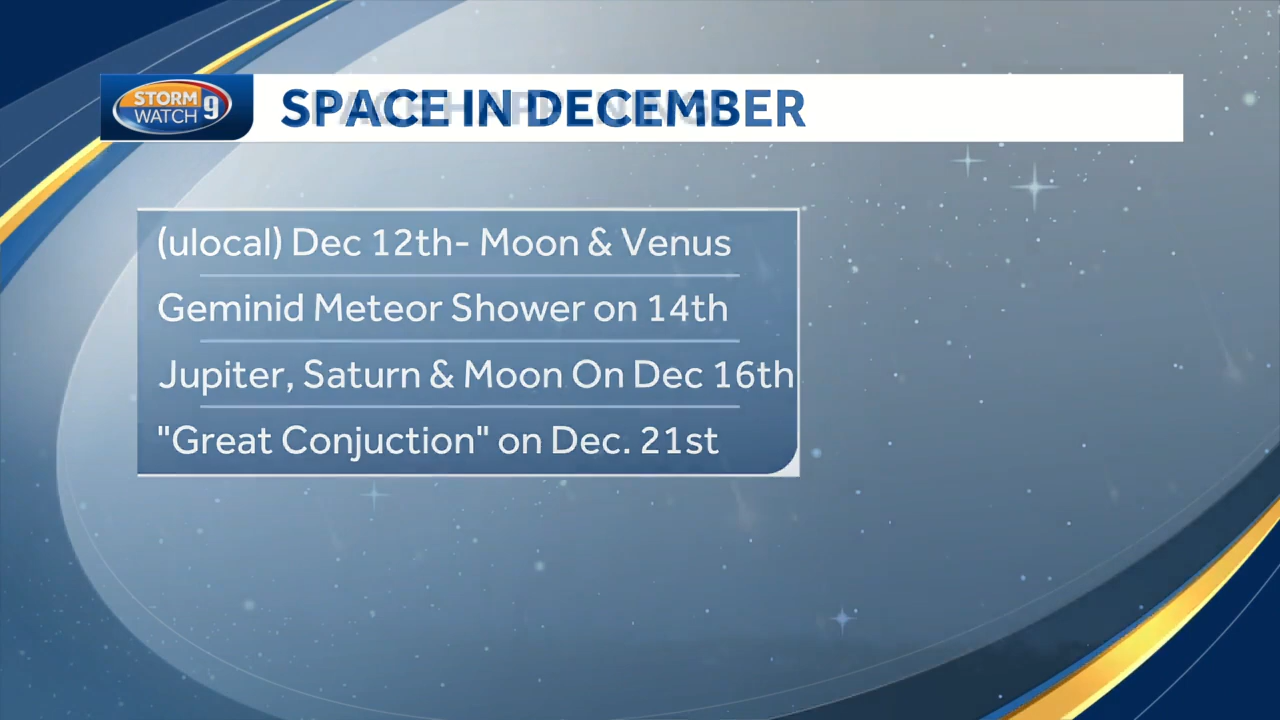 STORM
WATCH 9
SPACE IN DECEMBER
(ulocal) Dec 12th- Moon & Venus
Geminid Meteor Shower on 14th
Jupiter, Saturn & Moon On Dec 16th
"Great Conjuction" on Dec. 21st